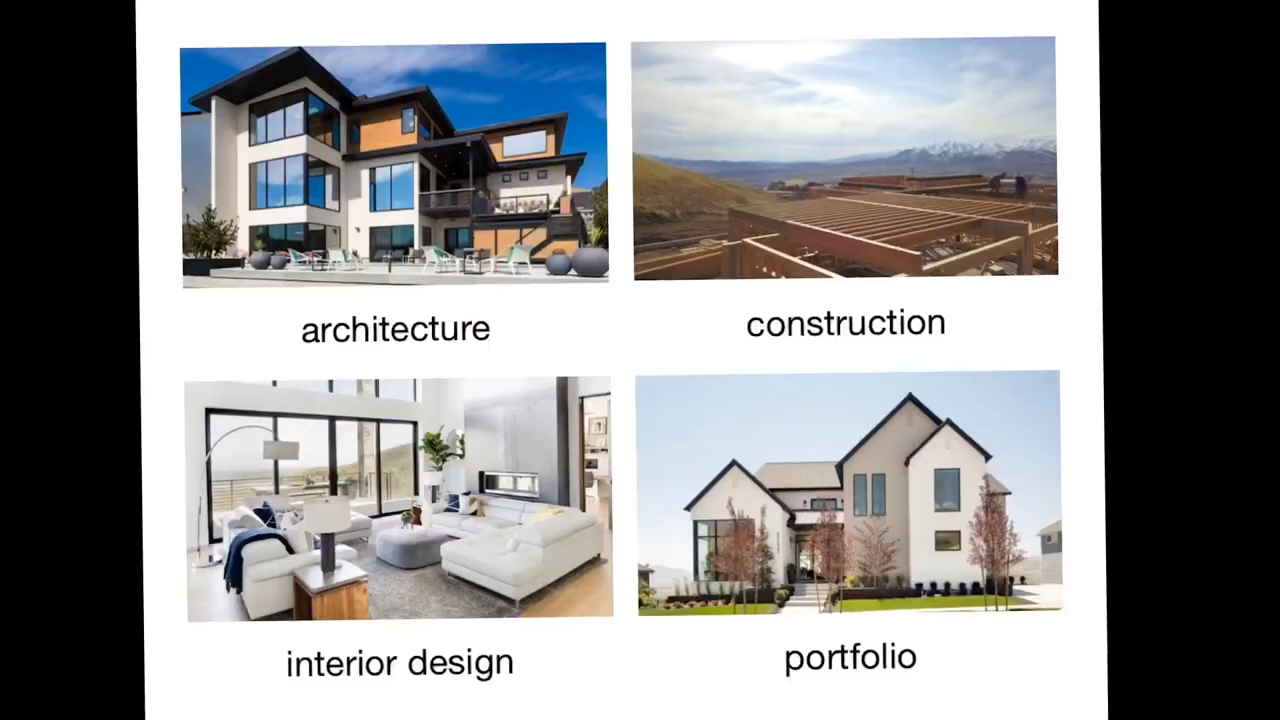 architecture
construction
interior design
portfolio